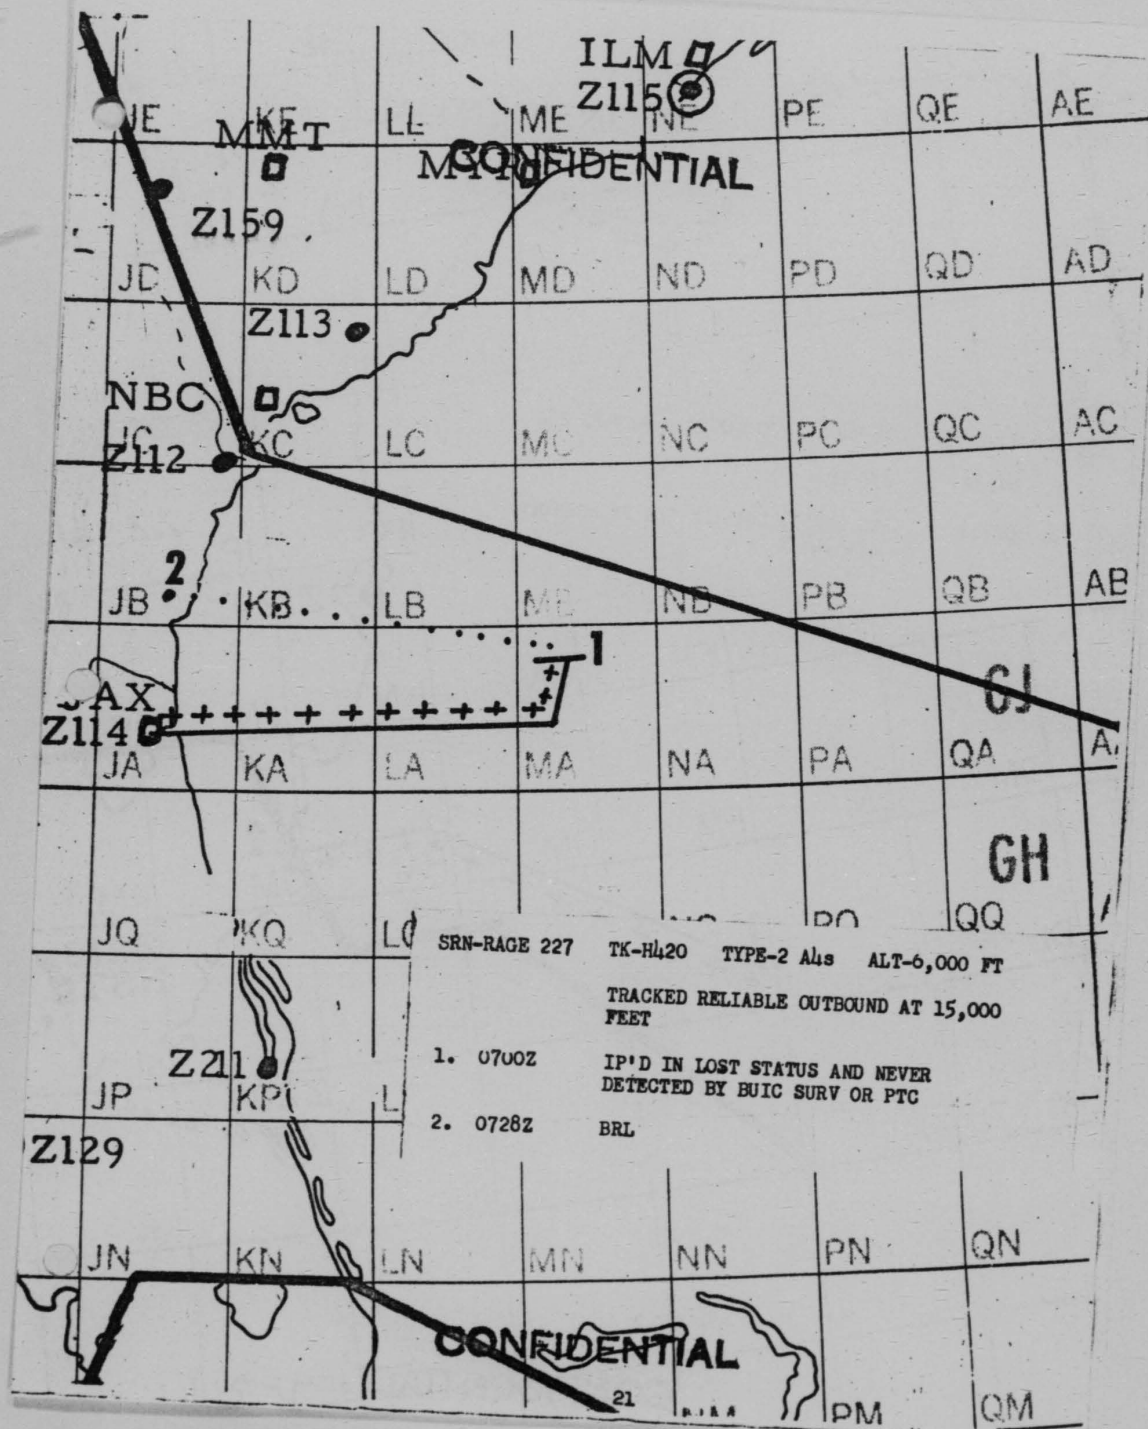 ILM
Z115
JE
LL
ME
NE
PE
QE
AE
MMT
CONFIDENTIAL
Z159
JD
KD
LD
MD
ND
PD
QD
AD
Z113
NBC
JC
KC
LC
MC
NC
PC
QC
AC
Z112
2
JB
KB
LB
MB
NB
PB
QB
AB
1
GJ
Z114
JA
KA
LA
MA
NA
PA
QA
GH
JQ
KQ
QQ
SRN-RAGE 227 TK-H420 TYPE-2 A4s ALT-6,000 FT
TRACKED RELIABLE OUTBOUND AT 15,000
FEET
1. 0700Z IP'D IN LOST STATUS AND NEVER
DETECTED BY BUIC SURV OR PTC
2. 0728Z BRL
Z211
JP
KP
L
Z129
JN
KN
LN
MN
NN
PN
QN
CONFIDENTIAL
21
PM
QM